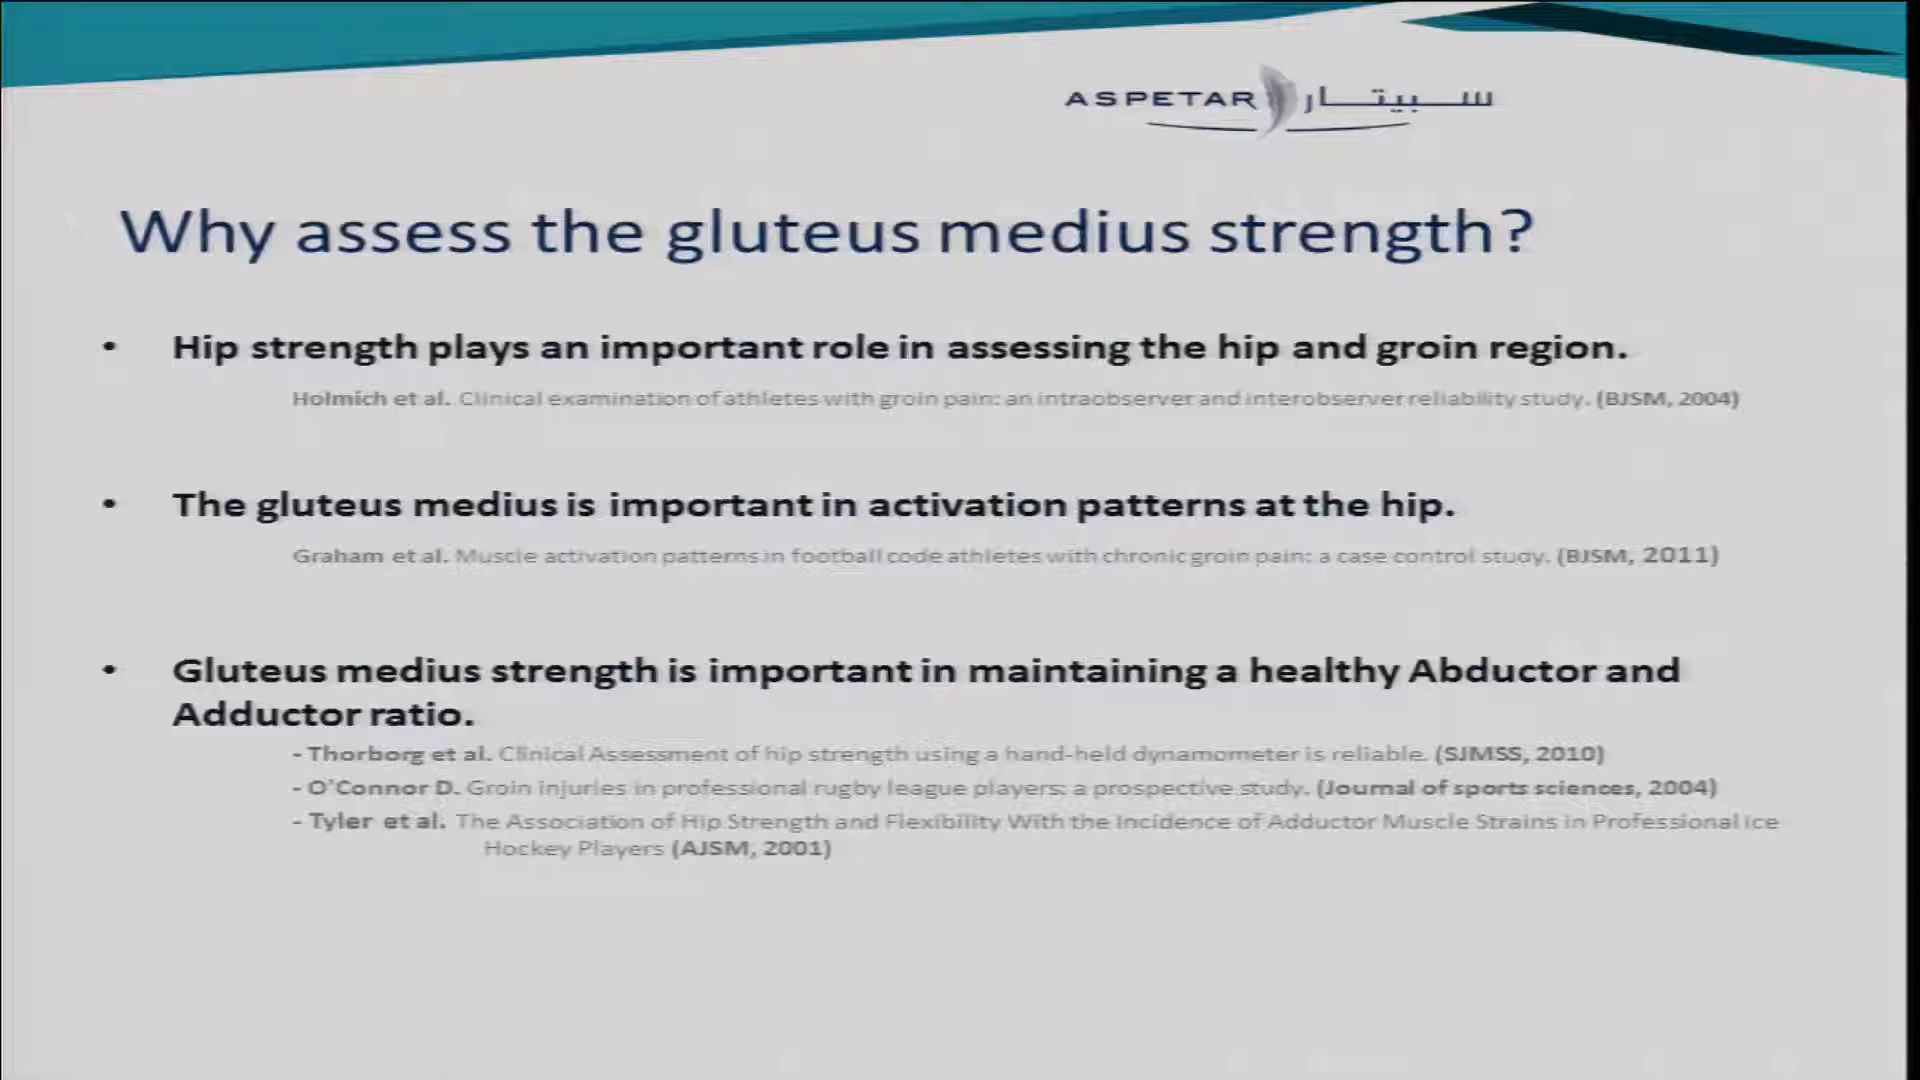 ASPETAR سبيتار
Why assess the gluteus medius strength?
• Hip strength plays an important role in assessing the hip and groin region.
Holmich et al. Clinical examination of athletes with groin pain: an intraobserver and interobserver reliability study. (BJSM, 2004)
• The gluteus medius is important in activation patterns at the hip.
Graham et al. Muscle activation patterns in football code athletes with chronic groin pain: a case control study. (BJSM, 2011)
• Gluteus medius strength is important in maintaining a healthy Abductor and
Adductor ratio.
- Thorborg et al. Clinical Assessment of hip strength using a hand-held dynamometer is reliable. (SJMSS, 2010)
- O'Connor D. Groin injuries in professional rugby league players: a prospective study. (Journal of sports sciences, 2004)
- Tyler et al. The Association of Hip Strength and Flexibility With the Incidence of Adductor Muscle Strains in Professional Ice
Hockey Players (AJSM, 2001)